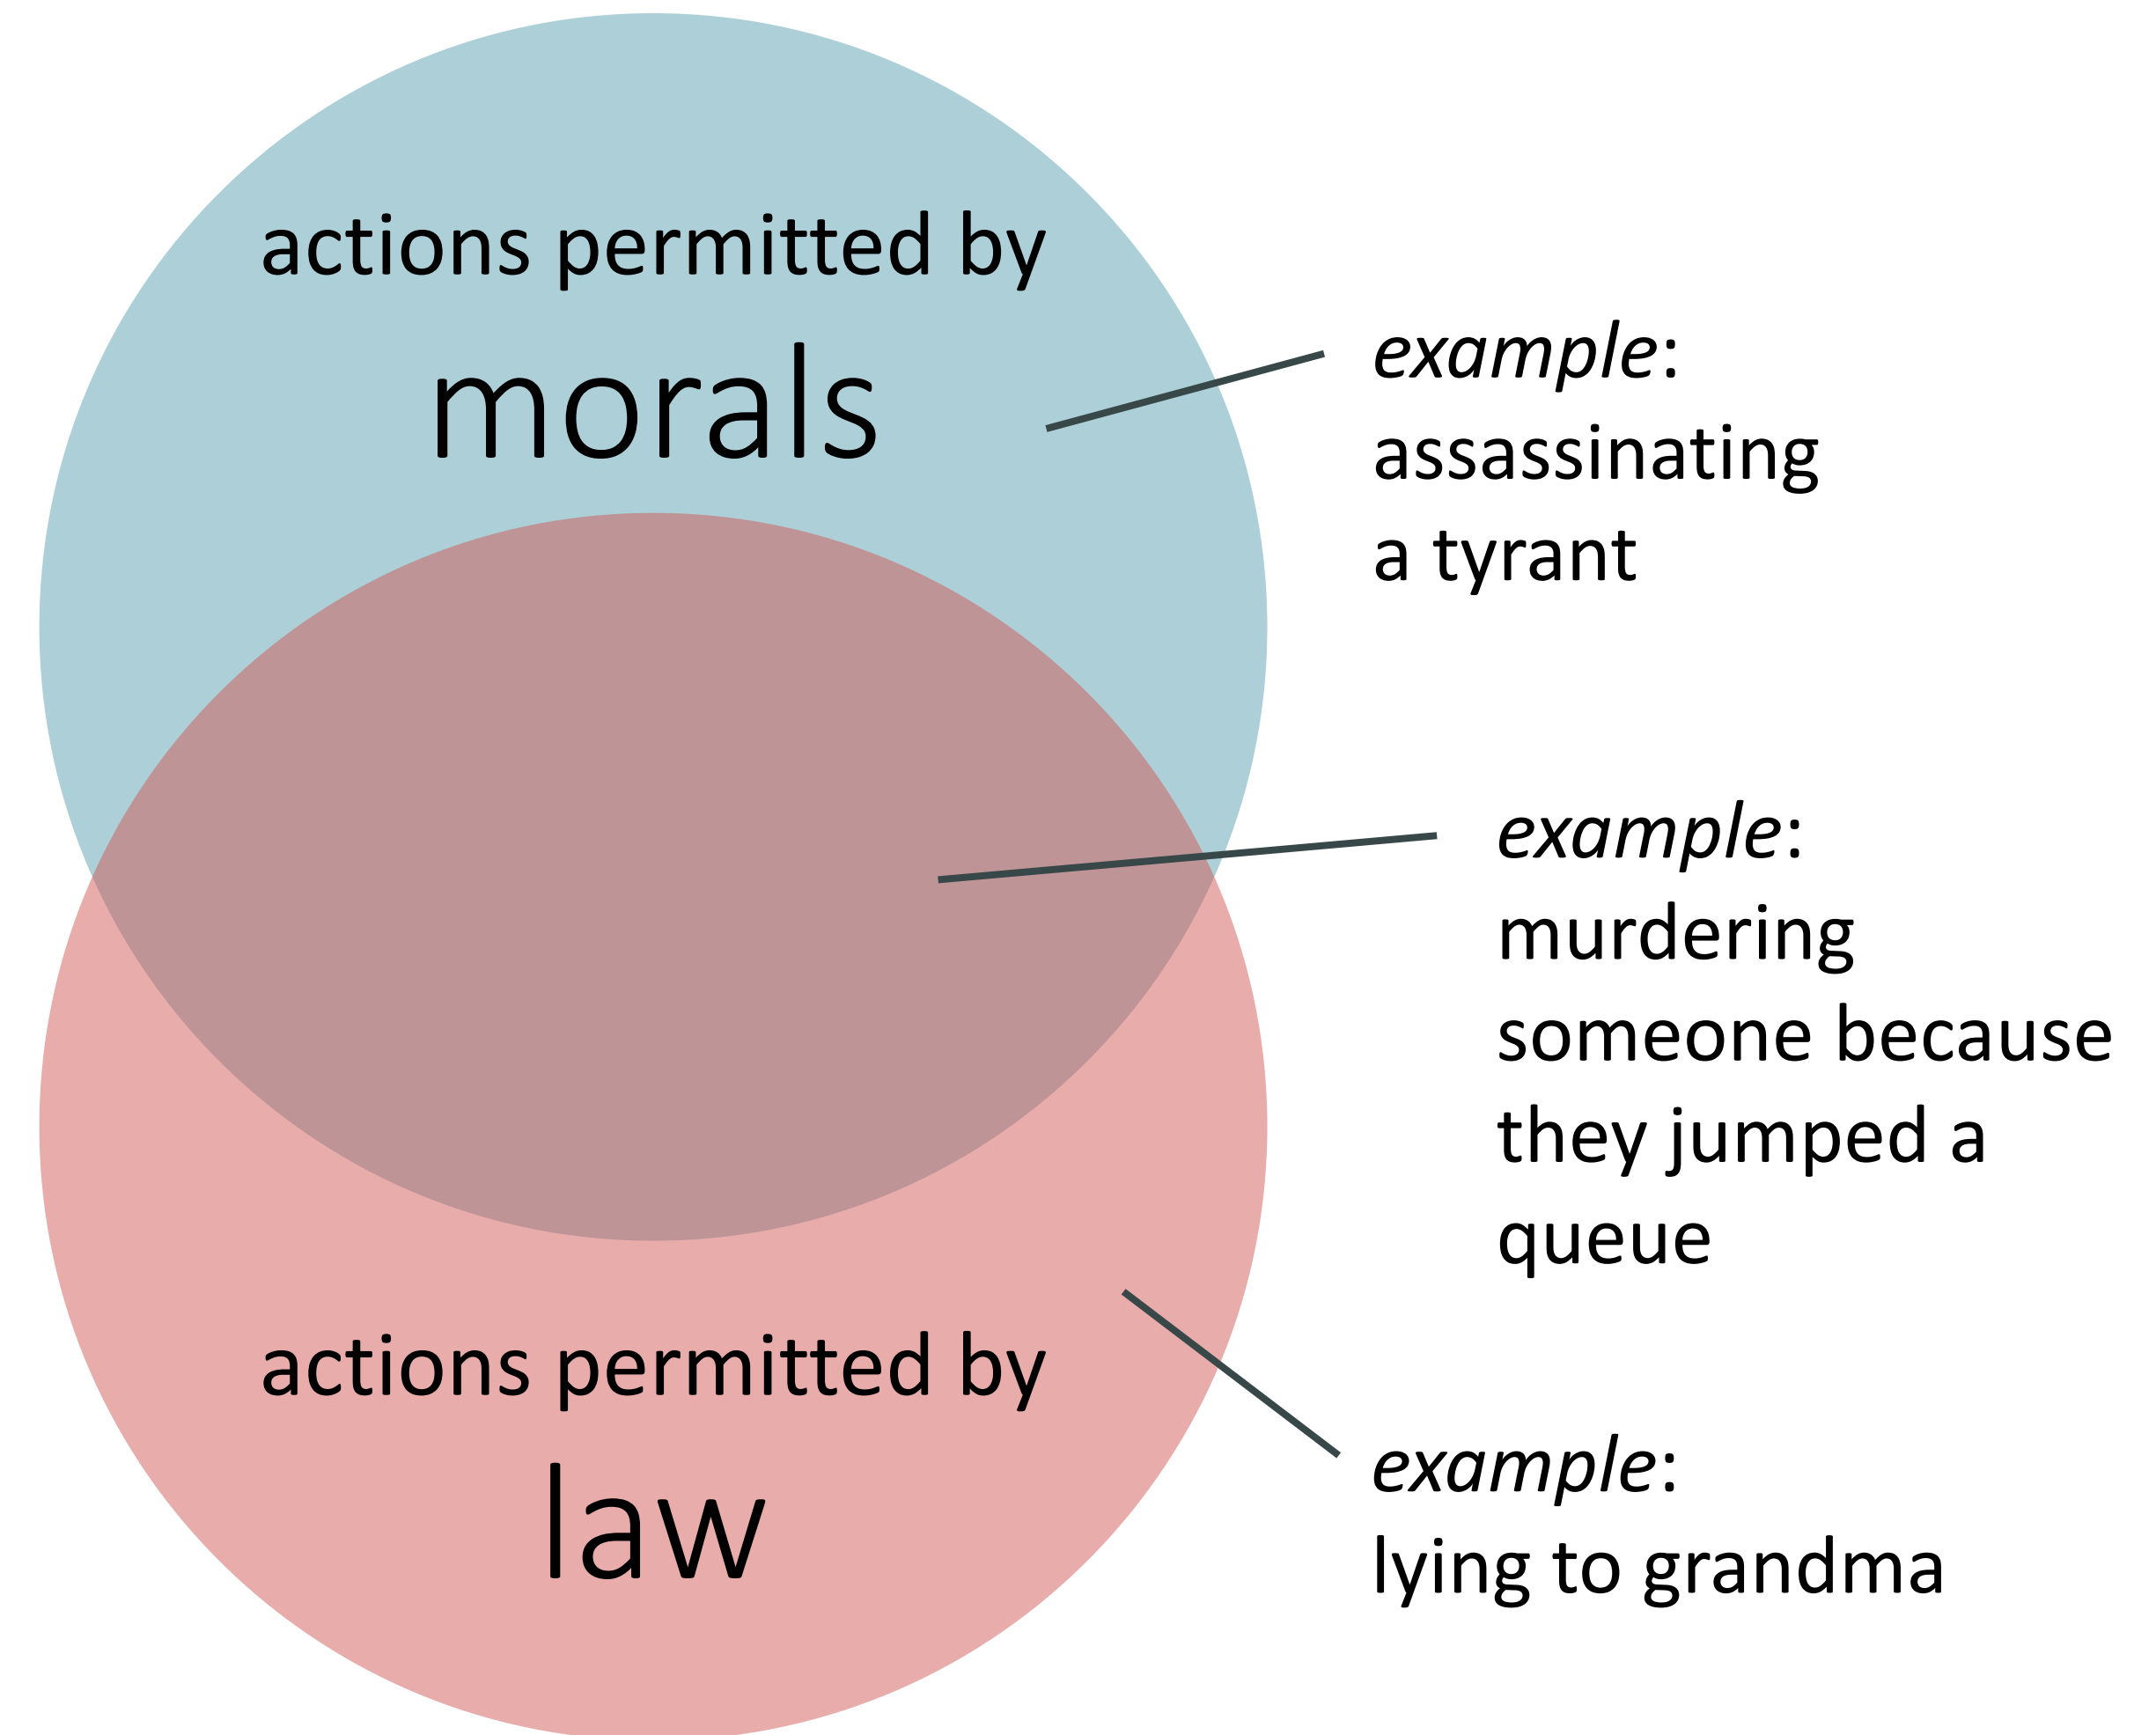 actions permitted by
morals
example:
assassinating
a tyrant
example:
murdering
someone because
they jumped a
queue
actions permitted by
law
example:
lying to grandma